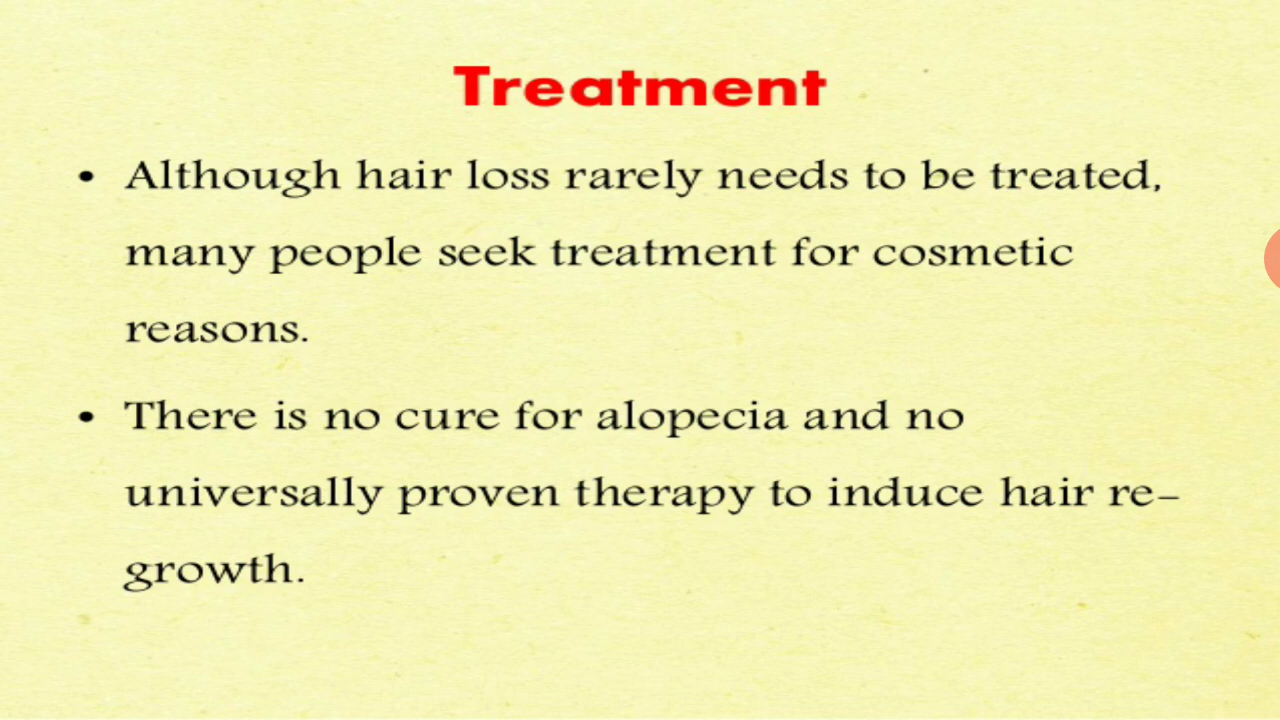 Treatment
• Although hair loss rarely needs to be treated,
many people seek treatment for cosmetic
reasons.
• There is no cure for alopecia and no
universally proven therapy to induce hair re-
growth.